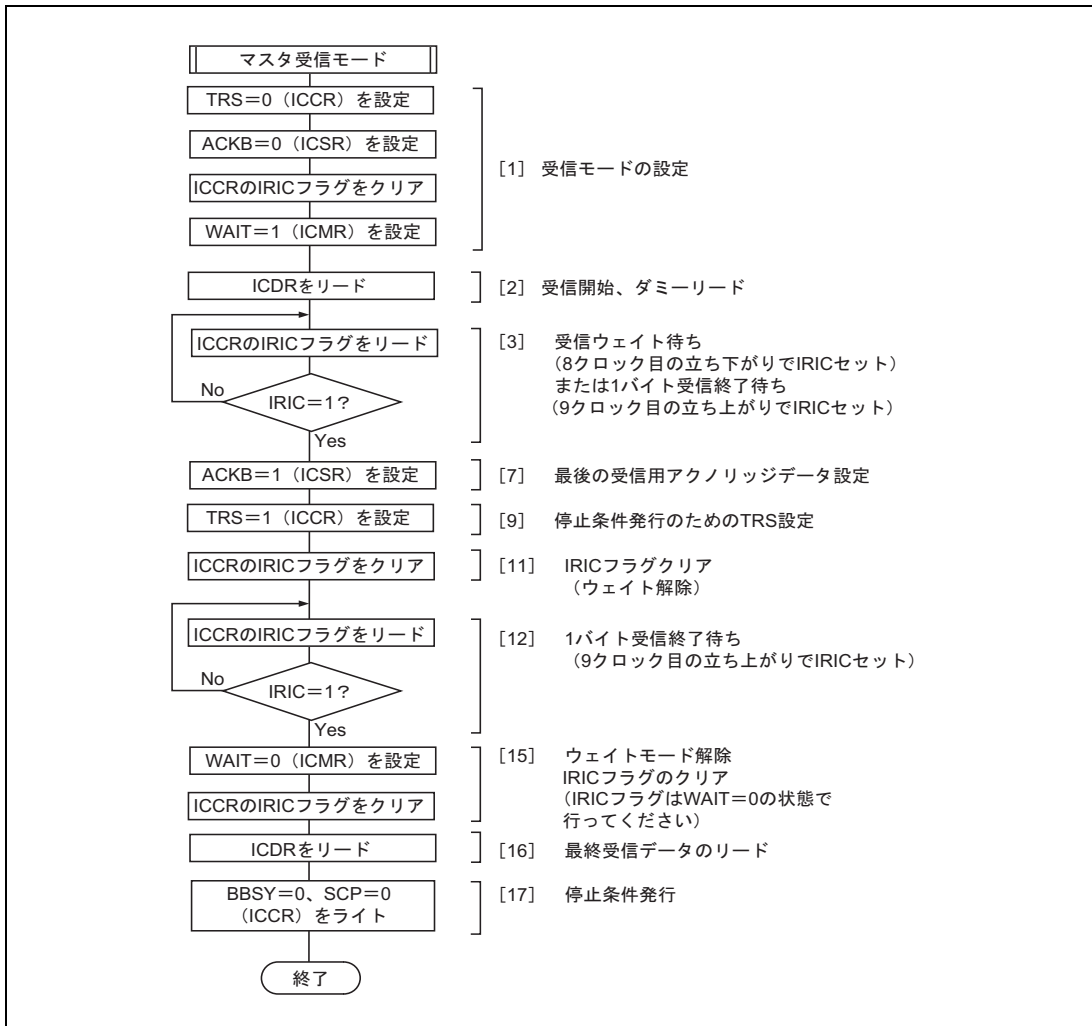 マスタ受信モード
TRS=0（ICCR）を設定
ACKB=0（ICSR）を設定
ICCRのIRICフラグをクリア
WAIT=1（ICMR）を設定
［1］ 受信モードの設定
ICDRをリード
［2］ 受信開始、ダミーリード
ICCRのIRICフラグをリード
No
IRIC=1？
Yes
［3］ 受信ウェイト待ち
（8クロック目の立ち下がりでIRICセット）
または1バイト受信終了待ち
（9クロック目の立ち上がりでIRICセット）
ACKB=1（ICSR）を設定
［7］ 最後の受信用アクノリッジデータ設定
TRS=1（ICCR）を設定
［9］ 停止条件発行のためのTRS設定
ICCRのIRICフラグをクリア
［11］ IRICフラグクリア
（ウェイト解除）
ICCRのIRICフラグをリード
No
IRIC=1？
Yes
［12］ 1バイト受信終了待ち
（9クロック目の立ち上がりでIRICセット）
WAIT=0（ICMR）を設定
ICCRのIRICフラグをクリア
［15］ ウェイトモード解除
IRICフラグのクリア
（IRICフラグはWAIT=0の状態で
行ってください）
ICDRをリード
［16］ 最終受信データのリード
BBSY=0、SCP=0
（ICCR）をライト
［17］ 停止条件発行
終了